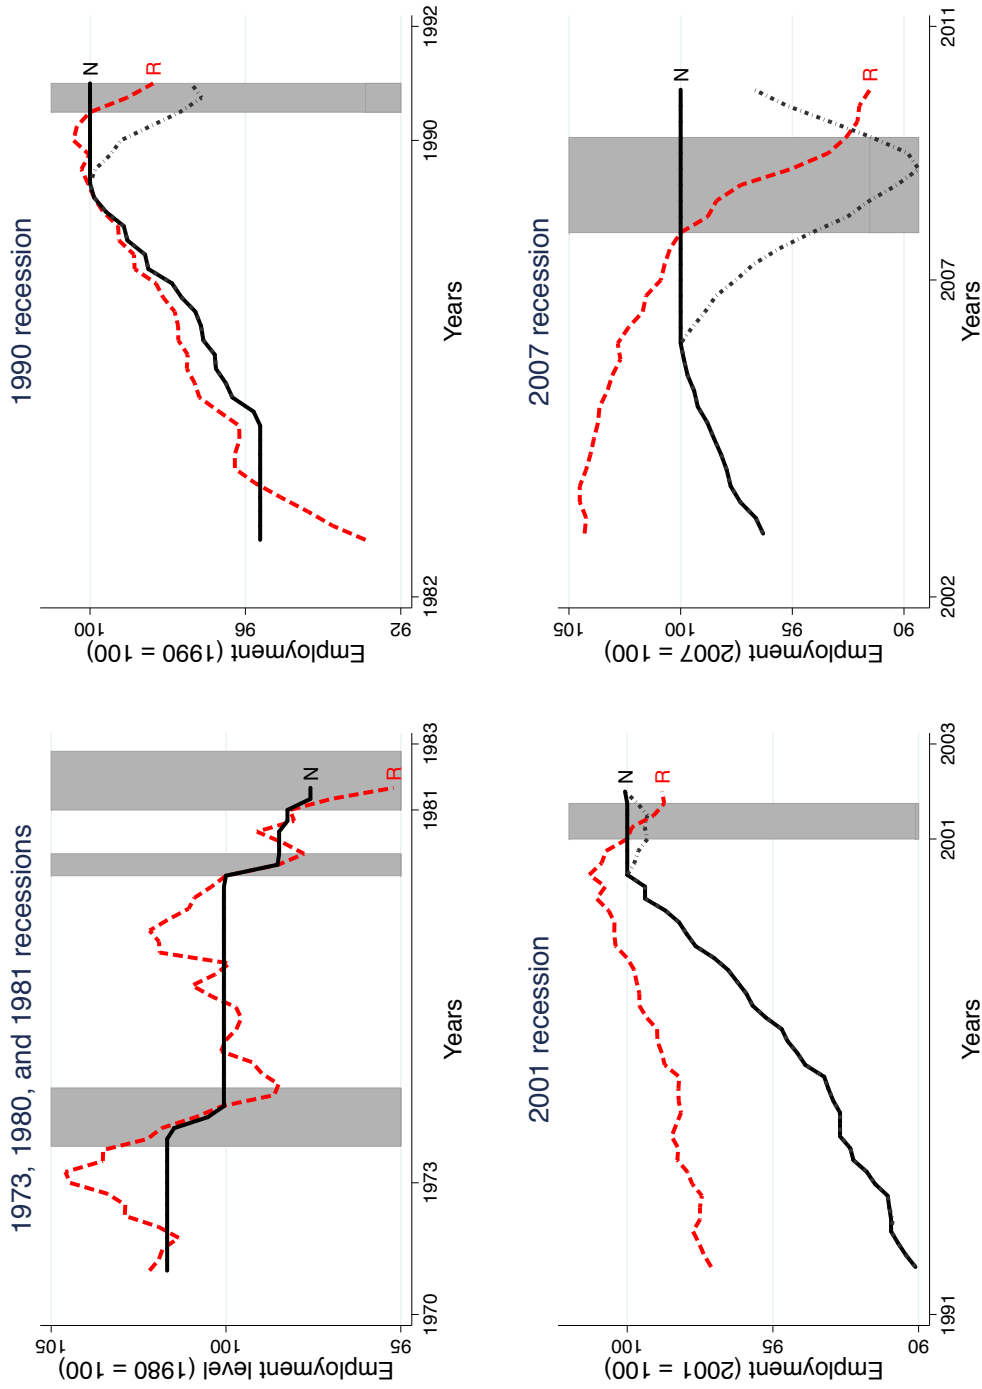 1973, 1980, and 1981 recessions
Employment level (1980 = 100)
105
100
95
N
R
1970
1973
1981
1983
Years
1990 recession
Employment (1990 = 100)
100
96
92
N
R
1982
1990
1992
Years
2001 recession
Employment (2001 = 100)
100
96
90
N
R
1991
2001
2003
Years
2007 recession
Employment (2007 = 100)
105
100
95
90
N
R
2002
2007
2011
Years